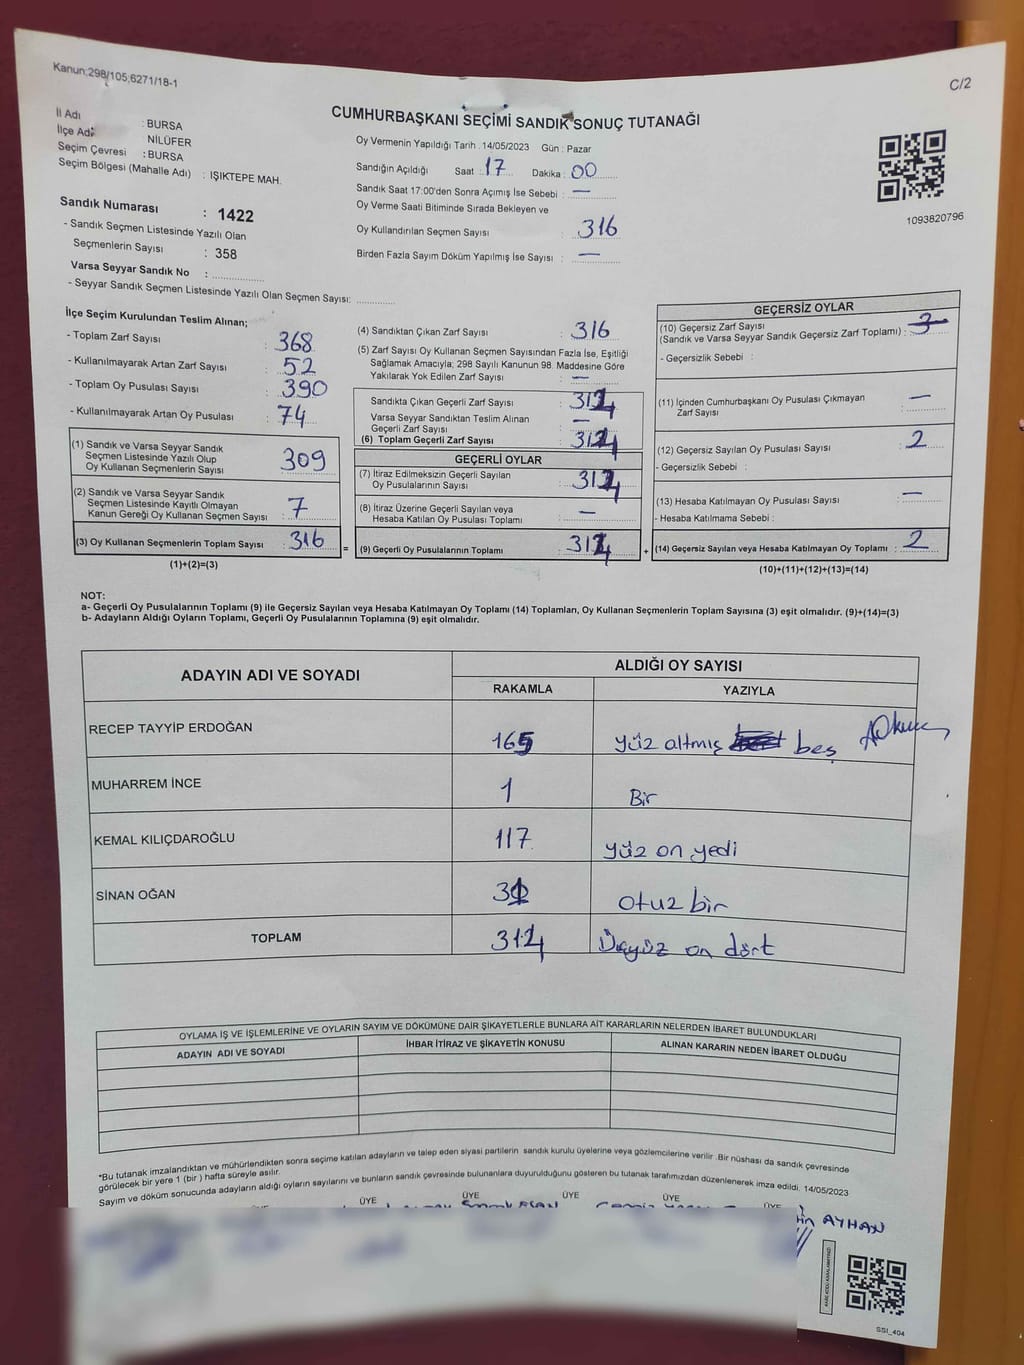 Kanun;298/105;6271/18-1
C/2
CUMHURBAŞKANI SEÇİMİ SANDIK SONUÇ TUTANAĞI
İl Adı : BURSA
İlçe Adı NİLÜFER
Seçim Çevresi : BURSA
Seçim Bölgesi (Mahalle Adı) : IŞIKTEPE MAH.
Sandık Numarası : 1422
- Sandık Seçmen Listesinde Yazılı Olan
Seçmenlerin Sayısı : 358
Varsa Seyyar Sandık No :
- Seyyar Sandık Seçmen Listesinde Yazılı Olan Seçmen Sayısı:
Oy Vermenin Yapıldığı Tarih . 14/05/2023 Gün : Pazar
Sandığın Açıldığı Saat : 17 Dakika : 00
Sandık Saat 17:00'den Sonra Açımış İse Sebebi : —
Oy Verme Saati Bitiminde Sırada Bekleyen ve
Oy Kullandırılan Seçmen Sayısı : 316
Birden Fazla Sayım Döküm Yapılmış İse Sayısı : —
1093820796
İlçe Seçim Kurulundan Teslim Alınan;
- Toplam Zarf Sayısı : 368
- Kullanılmayarak Artan Zarf Sayısı : 52
- Toplam Oy Pusulası Sayısı : 390
- Kullanılmayarak Artan Oy Pusulası : 74
(1) Sandık ve Varsa Seyyar Sandık
Seçmen Listesinde Yazılı Olup
Oy Kullanan Seçmenlerin Sayısı : 309
(2) Sandık ve Varsa Seyyar Sandık
Seçmen Listesinde Kayıtlı Olmayan
Kanun Gereği Oy Kullanan Seçmen Sayısı : 7
(3) Oy Kullanan Seçmenlerin Toplam Sayısı : 316
(1)+(2)=(3)
(4) Sandıktan Çıkan Zarf Sayısı : 316
(5) Zarf Sayısı Oy Kullanan Seçmen Sayısından Fazla İse, Eşitliği
Sağlamak Amacıyla; 298 Sayılı Kanunun 98. Maddesine Göre
Yakılarak Yok Edilen Zarf Sayısı : —
Sandıkta Çıkan Geçerli Zarf Sayısı : 314
Varsa Seyyar Sandıktan Teslim Alınan
Geçerli Zarf Sayısı : —
(6) Toplam Geçerli Zarf Sayısı : 314
GEÇERLİ OYLAR
(7) İtiraz Edilmeksizin Geçerli Sayılan
Oy Pusulalarının Sayısı : 314
(8) İtiraz Üzerine Geçerli Sayılan veya
Hesaba Katılan Oy Pusulası Toplamı : —
= (9) Geçerli Oy Pusulalarının Toplamı : 314
GEÇERSİZ OYLAR
(10) Geçersiz Zarf Sayısı
(Sandık ve Varsa Seyyar Sandık Geçersiz Zarf Toplamı) : 3
- Geçersizlik Sebebi :
(11) İçinden Cumhurbaşkanı Oy Pusulası Çıkmayan
Zarf Sayısı : —
(12) Geçersiz Sayılan Oy Pusulası Sayısı : 2
- Geçersizlik Sebebi :
(13) Hesaba Katılmayan Oy Pusulası Sayısı : —
- Hesaba Katılmama Sebebi :
+ (14) Geçersiz Sayılan veya Hesaba Katılmayan Oy Toplamı : 2
(10)+(11)+(12)+(13)=(14)
NOT:
a- Geçerli Oy Pusulalarının Toplamı (9) ile Geçersiz Sayılan veya Hesaba Katılmayan Oy Toplamı (14) Toplamları, Oy Kullanan Seçmenlerin Toplam Sayısına (3) eşit olmalıdır. (9)+(14)=(3)
b- Adayların Aldığı Oyların Toplamı, Geçerli Oy Pusulalarının Toplamına (9) eşit olmalıdır.
ADAYIN ADI VE SOYADI ALDIĞI OY SAYISI
RAKAMLA YAZIYLA
RECEP TAYYİP ERDOĞAN 165 Yüz altmış beş
MUHARREM İNCE 1 Bir
KEMAL KILIÇDAROĞLU 117 Yüz on yedi
SİNAN OĞAN 31 otuz bir
TOPLAM 314 Üçyüz on dört
OYLAMA İŞ VE İŞLEMLERİNE VE OYLARIN SAYIM VE DÖKÜMÜNE DAİR ŞİKAYETLERLE BUNLARA AİT KARARLARIN NELERDEN İBARET BULUNDUKLARI
ADAYIN ADI VE SOYADI İHBAR İTİRAZ VE ŞİKAYETİN KONUSU ALINAN KARARIN NEDEN İBARET OLDUĞU
*Bu tutanak imzalandıktan ve mühürlendikten sonra seçime katılan adayların ve talep eden siyasi partilerin sandık kurulu üyelerine veya gözlemcilerine verilir .Bir nüshası da sandık çevresinde
görülecek bir yere 1 (bir ) hafta süreyle asılır.
Sayım ve döküm sonucunda adayların aldığı oyların sayılarını ve bunların sandık çevresinde bulunanlara duyurulduğunu gösteren bu tutanak tarafımızdan düzenlenerek imza edildi. 14/05/2023
ÜYE ÜYE ÜYE ÜYE ÜYE
AYHAN
SSI_404